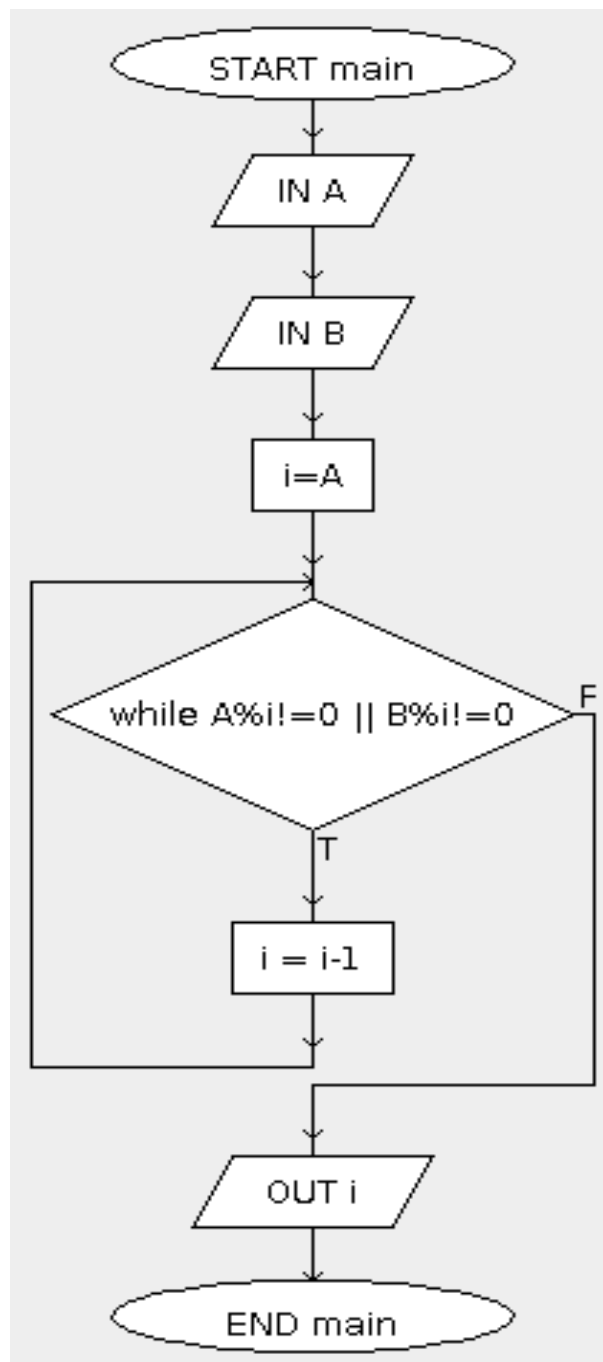 START main
IN A
IN B
i=A
while A%i!=0 || B%i!=0
F
T
i = i-1
OUT i
END main